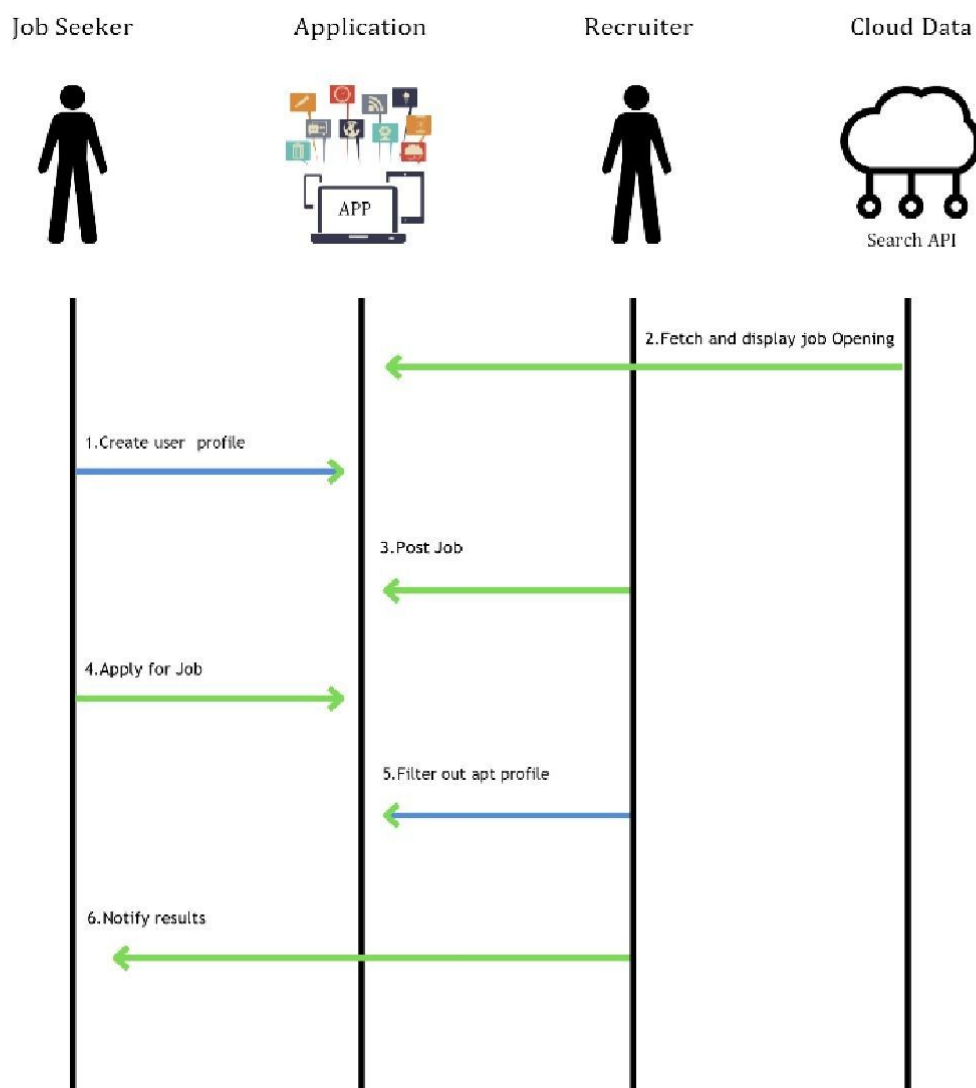 Job Seeker
Application
Recruiter
Cloud Data
APP
Search API
2.Fetch and display job Opening
1.Create user profile
3.Post Job
4.Apply for Job
5.Filter out apt profile
6.Notify results